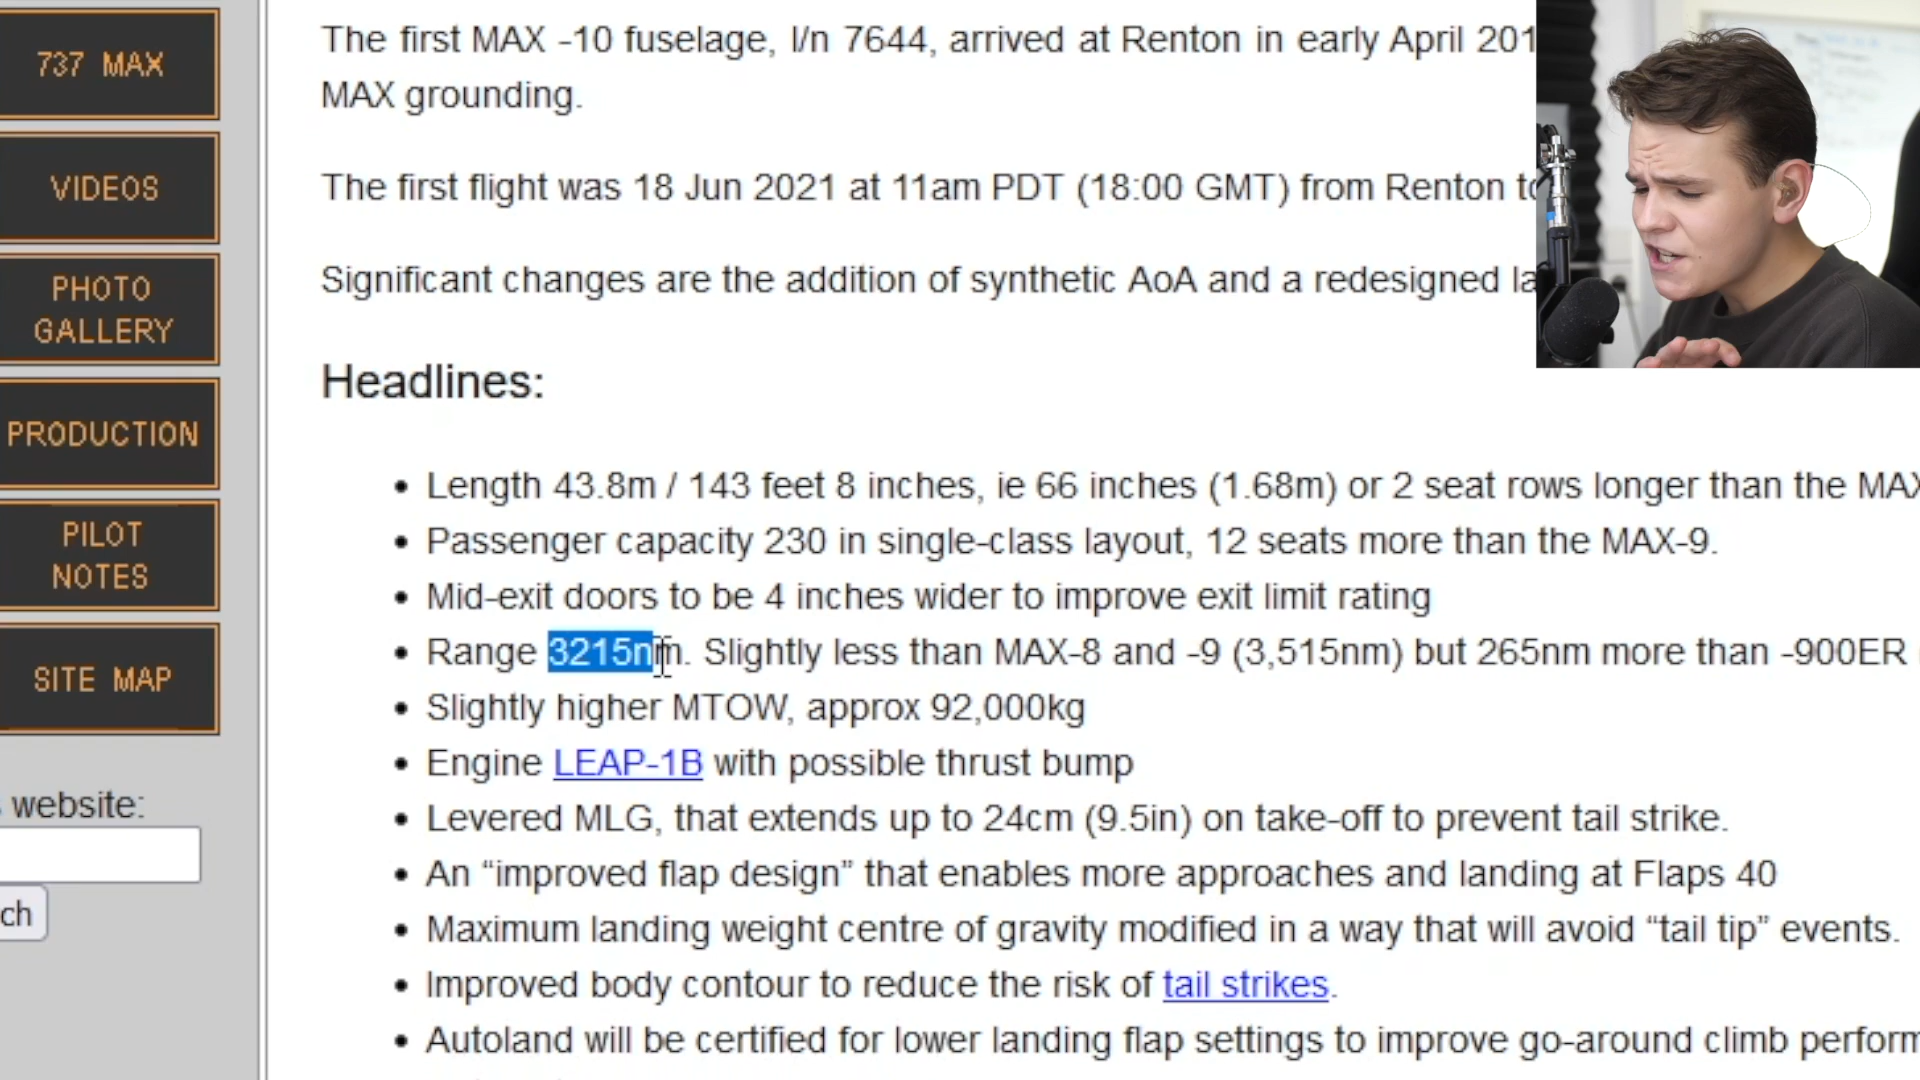 737 MAX
VIDEOS
PHOTO
GALLERY
PRODUCTION
PILOT
NOTES
SITE MAP
website:
ch
The first MAX -10 fuselage, l/n 7644, arrived at Renton in early April 201
MAX grounding.
The first flight was 18 Jun 2021 at 11am PDT (18:00 GMT) from Renton to
Significant changes are the addition of synthetic AoA and a redesigned la
Headlines:
• Length 43.8m / 143 feet 8 inches, ie 66 inches (1.68m) or 2 seat rows longer than the MAX
• Passenger capacity 230 in single-class layout, 12 seats more than the MAX-9.
• Mid-exit doors to be 4 inches wider to improve exit limit rating
• Range 3215nm. Slightly less than MAX-8 and -9 (3,515nm) but 265nm more than -900ER
• Slightly higher MTOW, approx 92,000kg
• Engine LEAP-1B with possible thrust bump
• Levered MLG, that extends up to 24cm (9.5in) on take-off to prevent tail strike.
• An “improved flap design” that enables more approaches and landing at Flaps 40
• Maximum landing weight centre of gravity modified in a way that will avoid “tail tip” events.
• Improved body contour to reduce the risk of tail strikes.
• Autoland will be certified for lower landing flap settings to improve go-around climb perform